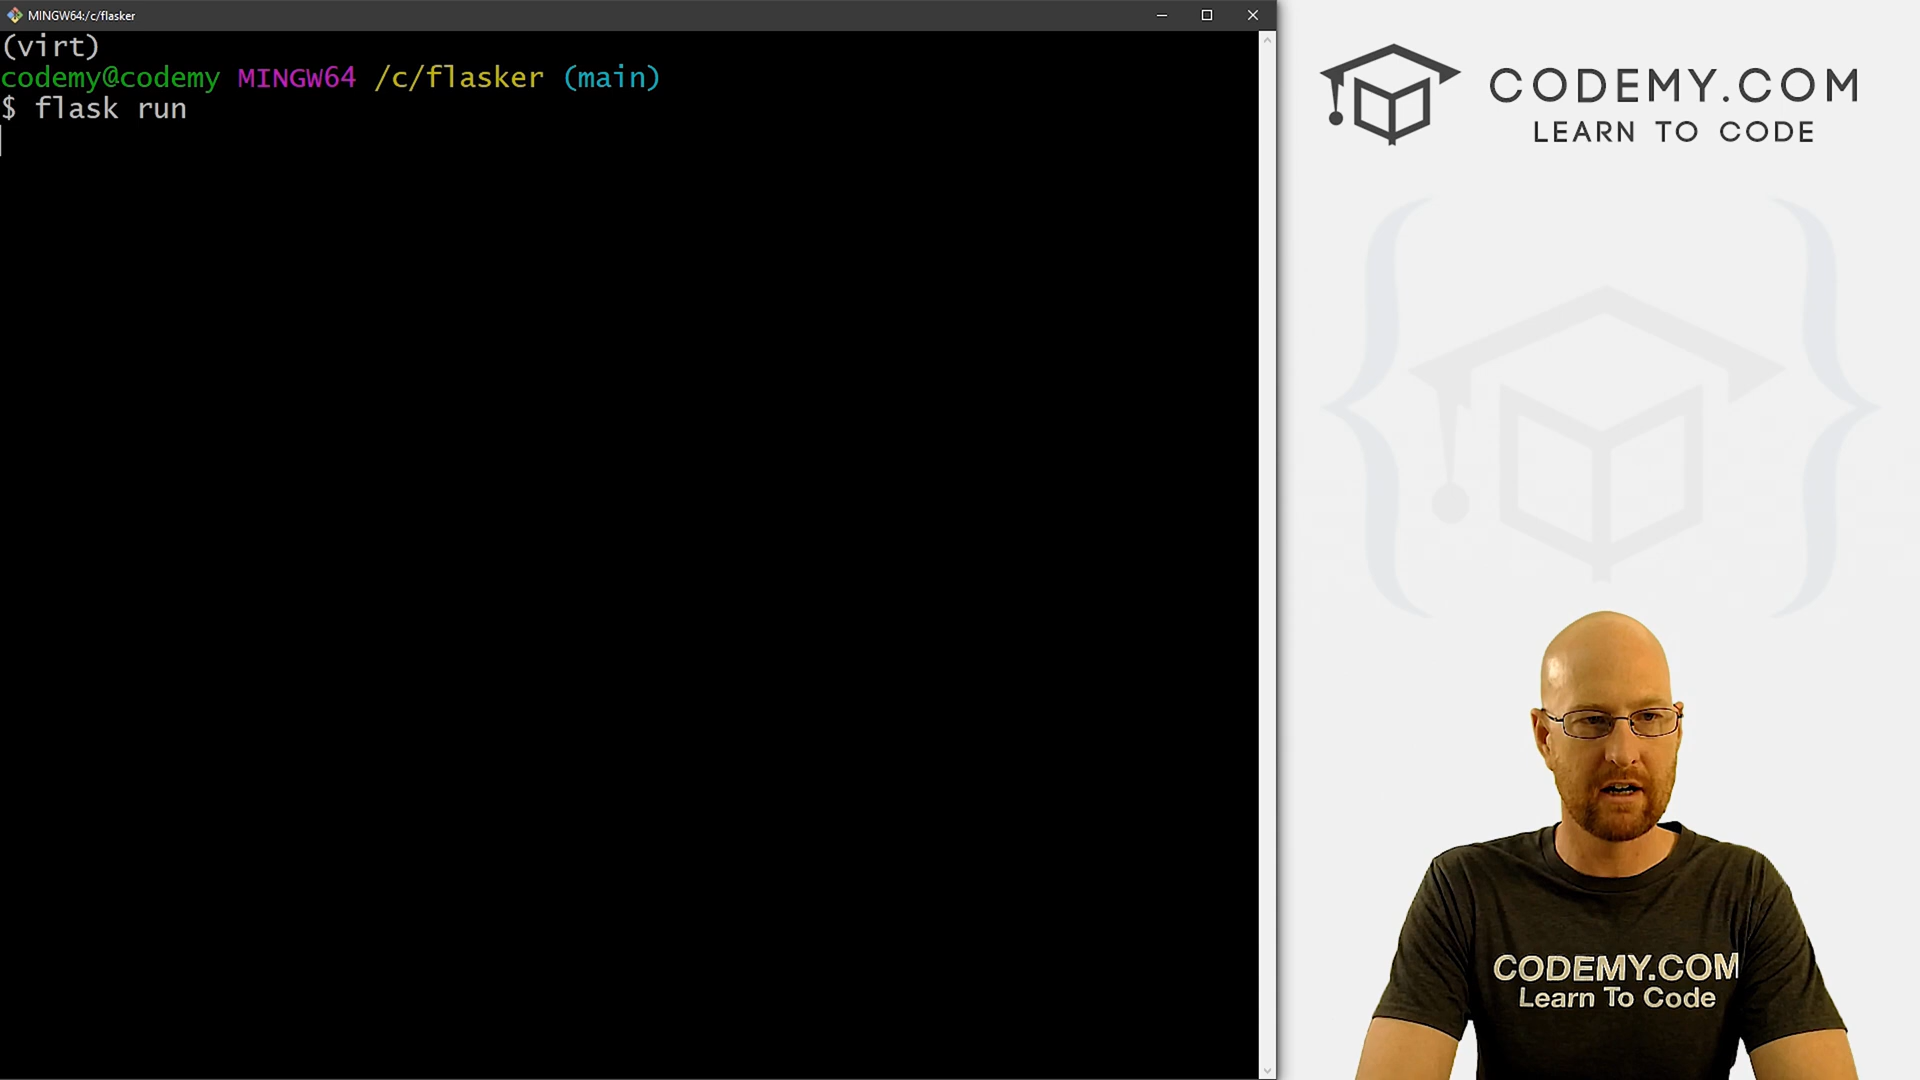 MINGW64:/c/flasker
(virt)
codemy@codemy MINGW64 /c/flasker (main)
$ flask run
CODEMY.COM
LEARN TO CODE
CODEMY.COM
Learn To Code